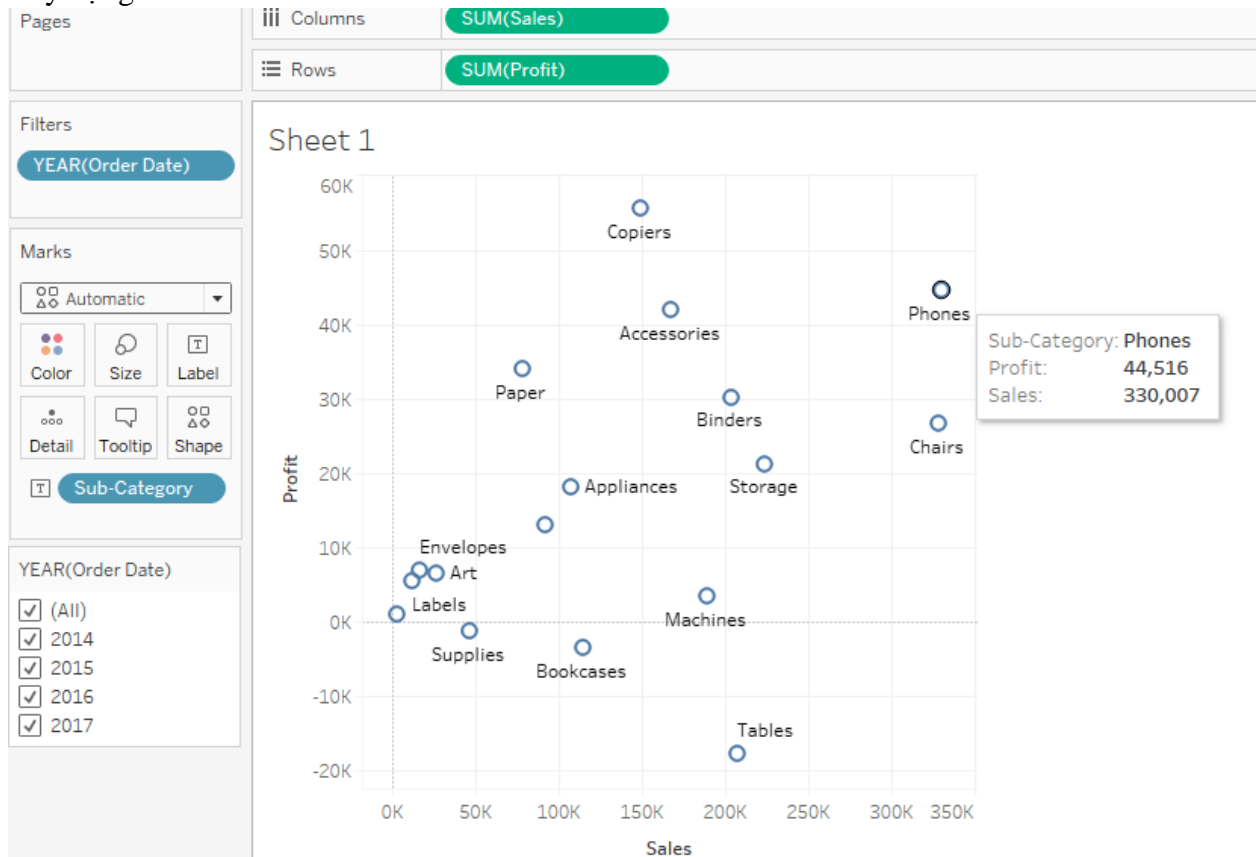 Pages
Columns
SUM(Sales)
Rows
SUM(Profit)
Filters
YEAR(Order Date)
Marks
Automatic
Color
Size
T
Label
Detail
Tooltip
Shape
T
Sub-Category
YEAR(Order Date)
(All)
2014
2015
2016
2017
Sheet 1
60K
50K
40K
30K
20K
10K
0K
-10K
-20K
Profit
Copiers
Phones
Accessories
Paper
Binders
Chairs
Appliances
Storage
Envelopes
Art
Labels
Machines
Supplies
Bookcases
Tables
Sub-Category: Phones
Profit: 44,516
Sales: 330,007
0K 50K 100K 150K 200K 250K 300K 350K
Sales